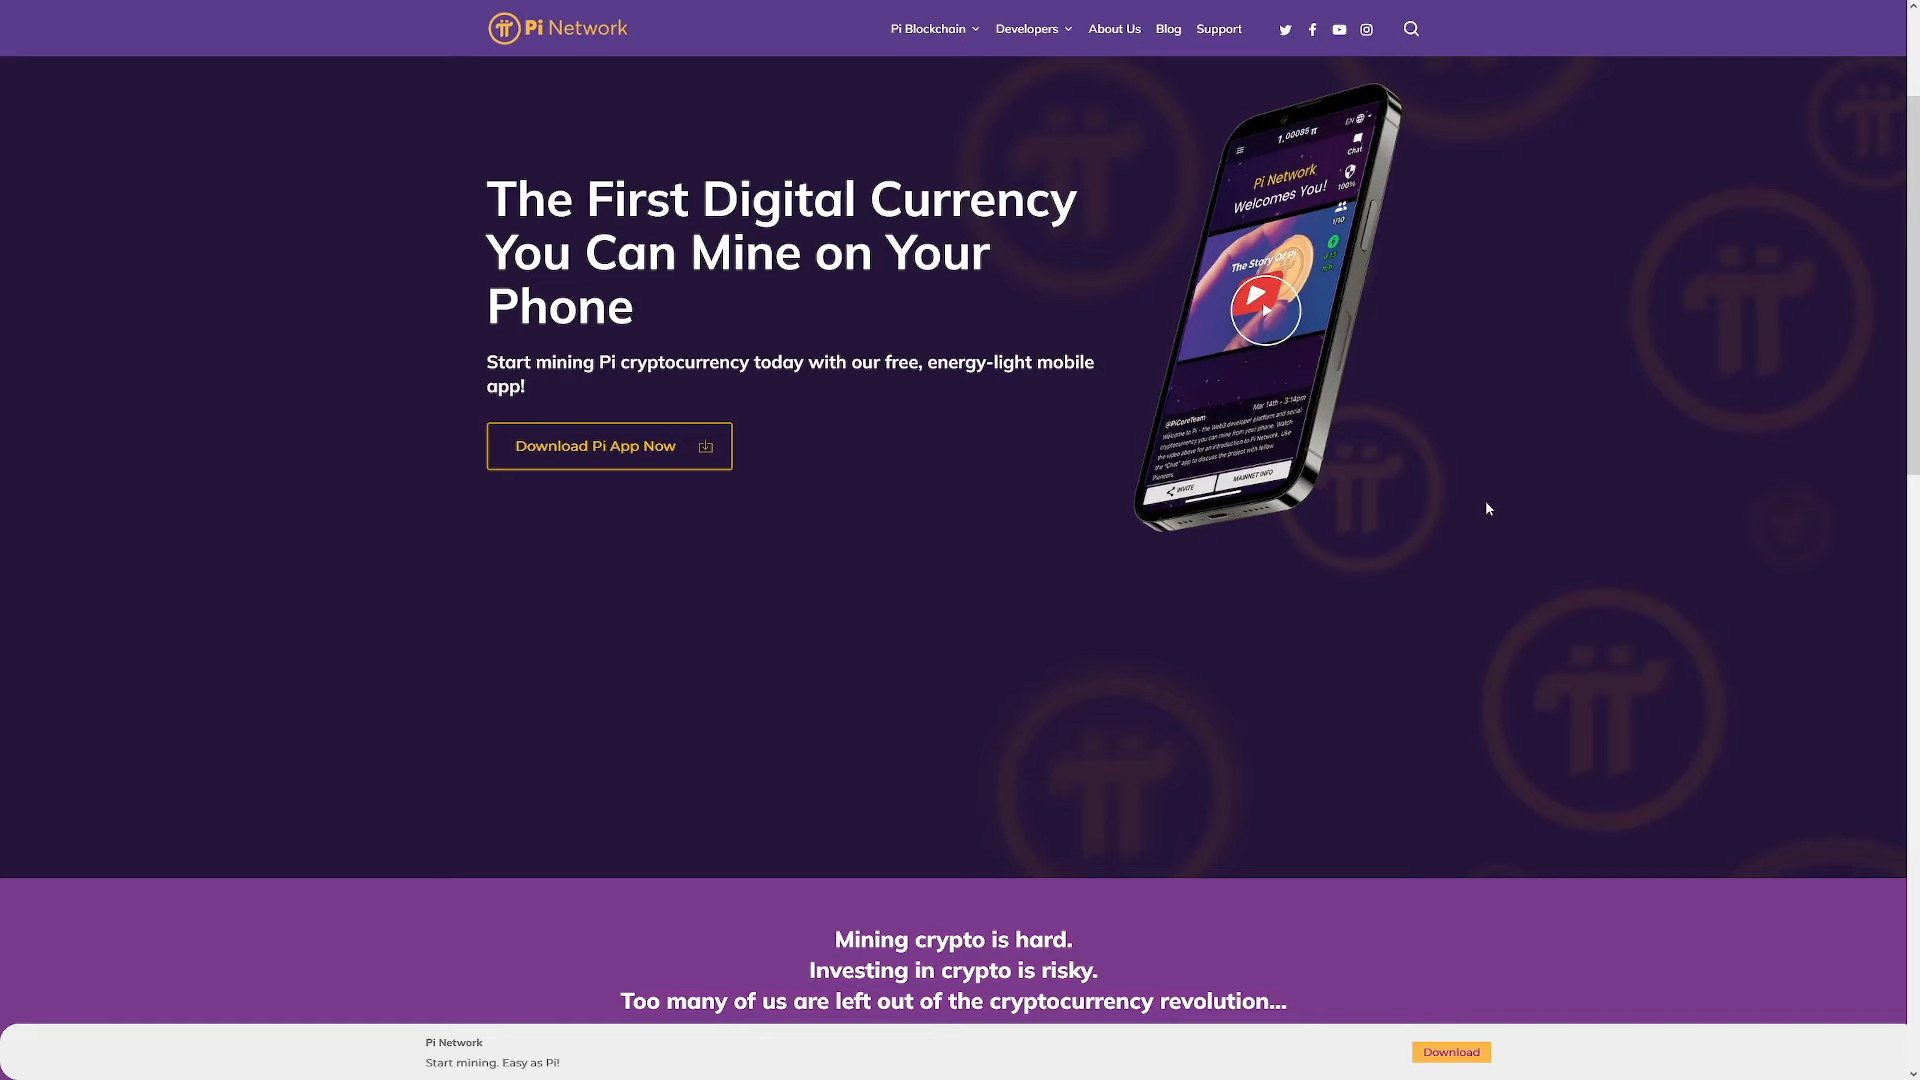 Pi Network
Pi Blockchain
Developers
About Us
Blog
Support
The First Digital Currency
You Can Mine on Your
Phone
Start mining Pi cryptocurrency today with our free, energy-light mobile
app!
Download Pi App Now
1.00085 π
EN
Chat
Pi Network
Welcomes You!
100%
1/10
The Story Of Pi
@PiCoreTeam
Mar 14th - 3:14pm
Welcome to Pi - the Web3 developer platform and social
cryptocurrency you can mine from your phone. Watch
the video above for an introduction to Pi Network. Use
the "Chat" app to discuss the project with fellow
Pioneers.
INVITE
MAINNET INFO
Mining crypto is hard.
Investing in crypto is risky.
Too many of us are left out of the cryptocurrency revolution...
Pi Network
Start mining. Easy as Pi!
Download